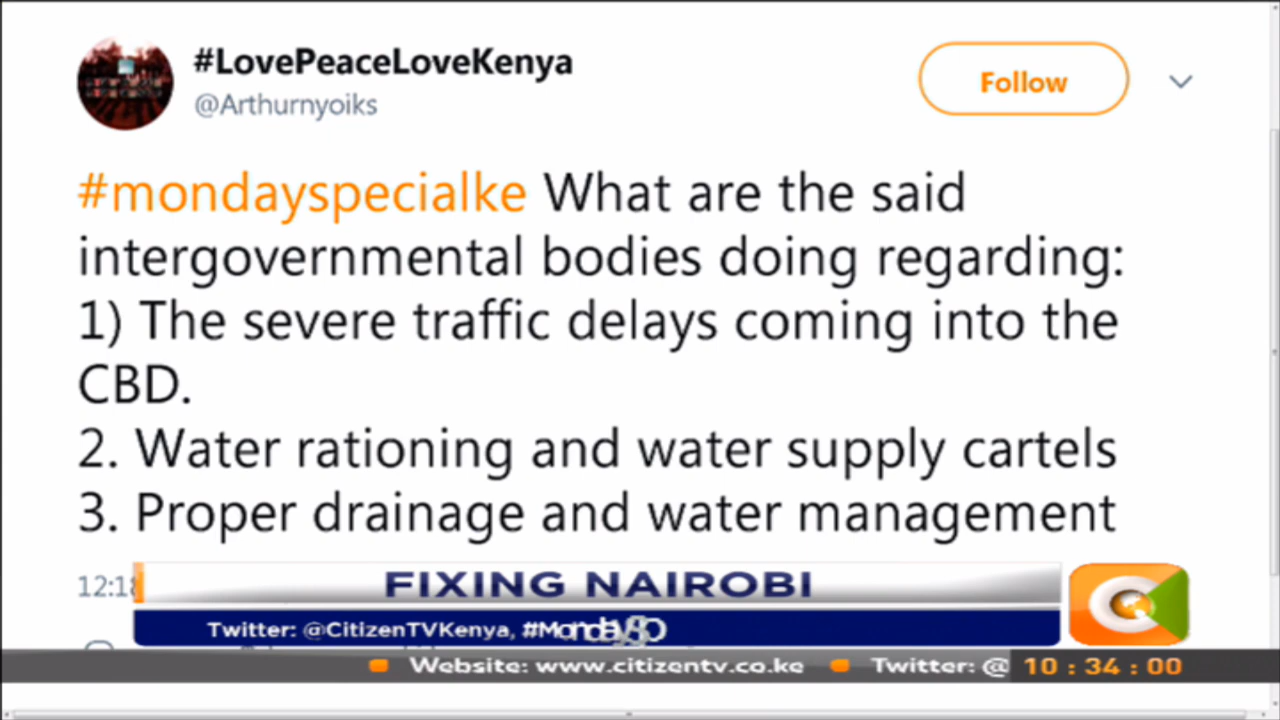 #LovePeaceLoveKenya
@Arthurnyoiks
Follow
#mondayspecialke What are the said
intergovernmental bodies doing regarding:
1) The severe traffic delays coming into the
CBD.
2. Water rationing and water supply cartels
3. Proper drainage and water management
12:18
FIXING NAIROBI
Twitter: @CitizenTVKenya,
Website: www.citizentv.co.ke Twitter: @ 10 : 34 : 00